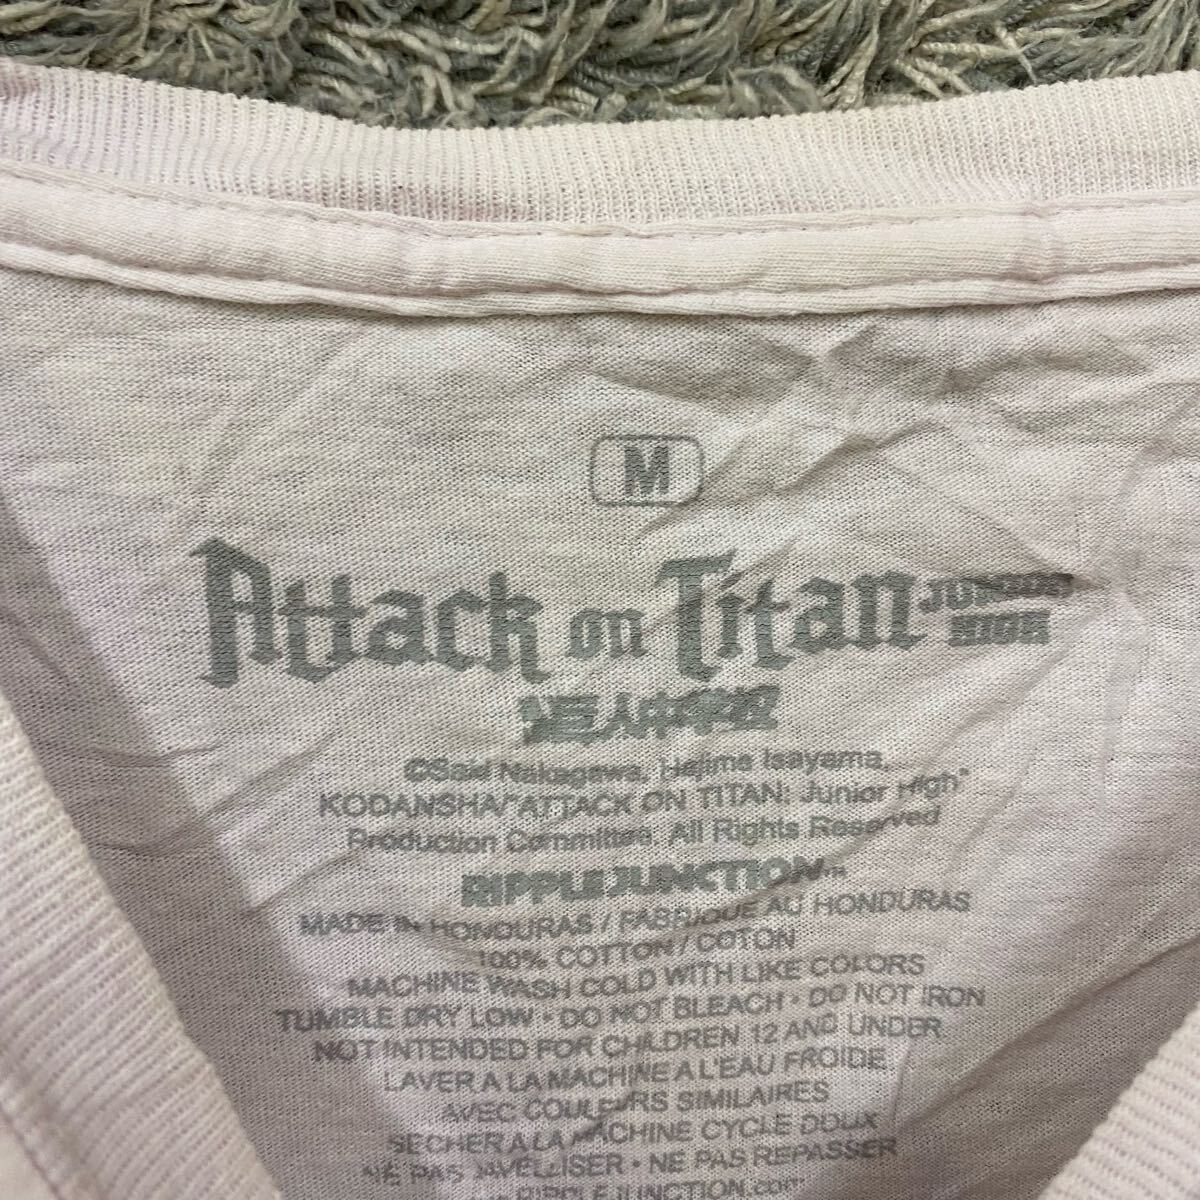 M
Attack on Titan JUNIOR HIGH
進撃!巨人中学校
©Saki Nakagawa, Hajime Isayama,
KODANSHA/"ATTACK ON TITAN: Junior High"
Production Committee. All Rights Reserved
RIPPLE JUNCTION™
MADE IN HONDURAS / FABRIQUE AU HONDURAS
100% COTTON / COTON
MACHINE WASH COLD WITH LIKE COLORS
TUMBLE DRY LOW • DO NOT BLEACH • DO NOT IRON
NOT INTENDED FOR CHILDREN 12 AND UNDER
LAVER A LA MACHINE A L'EAU FROIDE
AVEC COULEURS SIMILAIRES
SECHER A LA MACHINE CYCLE DOUX
NE PAS JAVELLISER • NE PAS REPASSER
RIPPLEJUNCTION.com